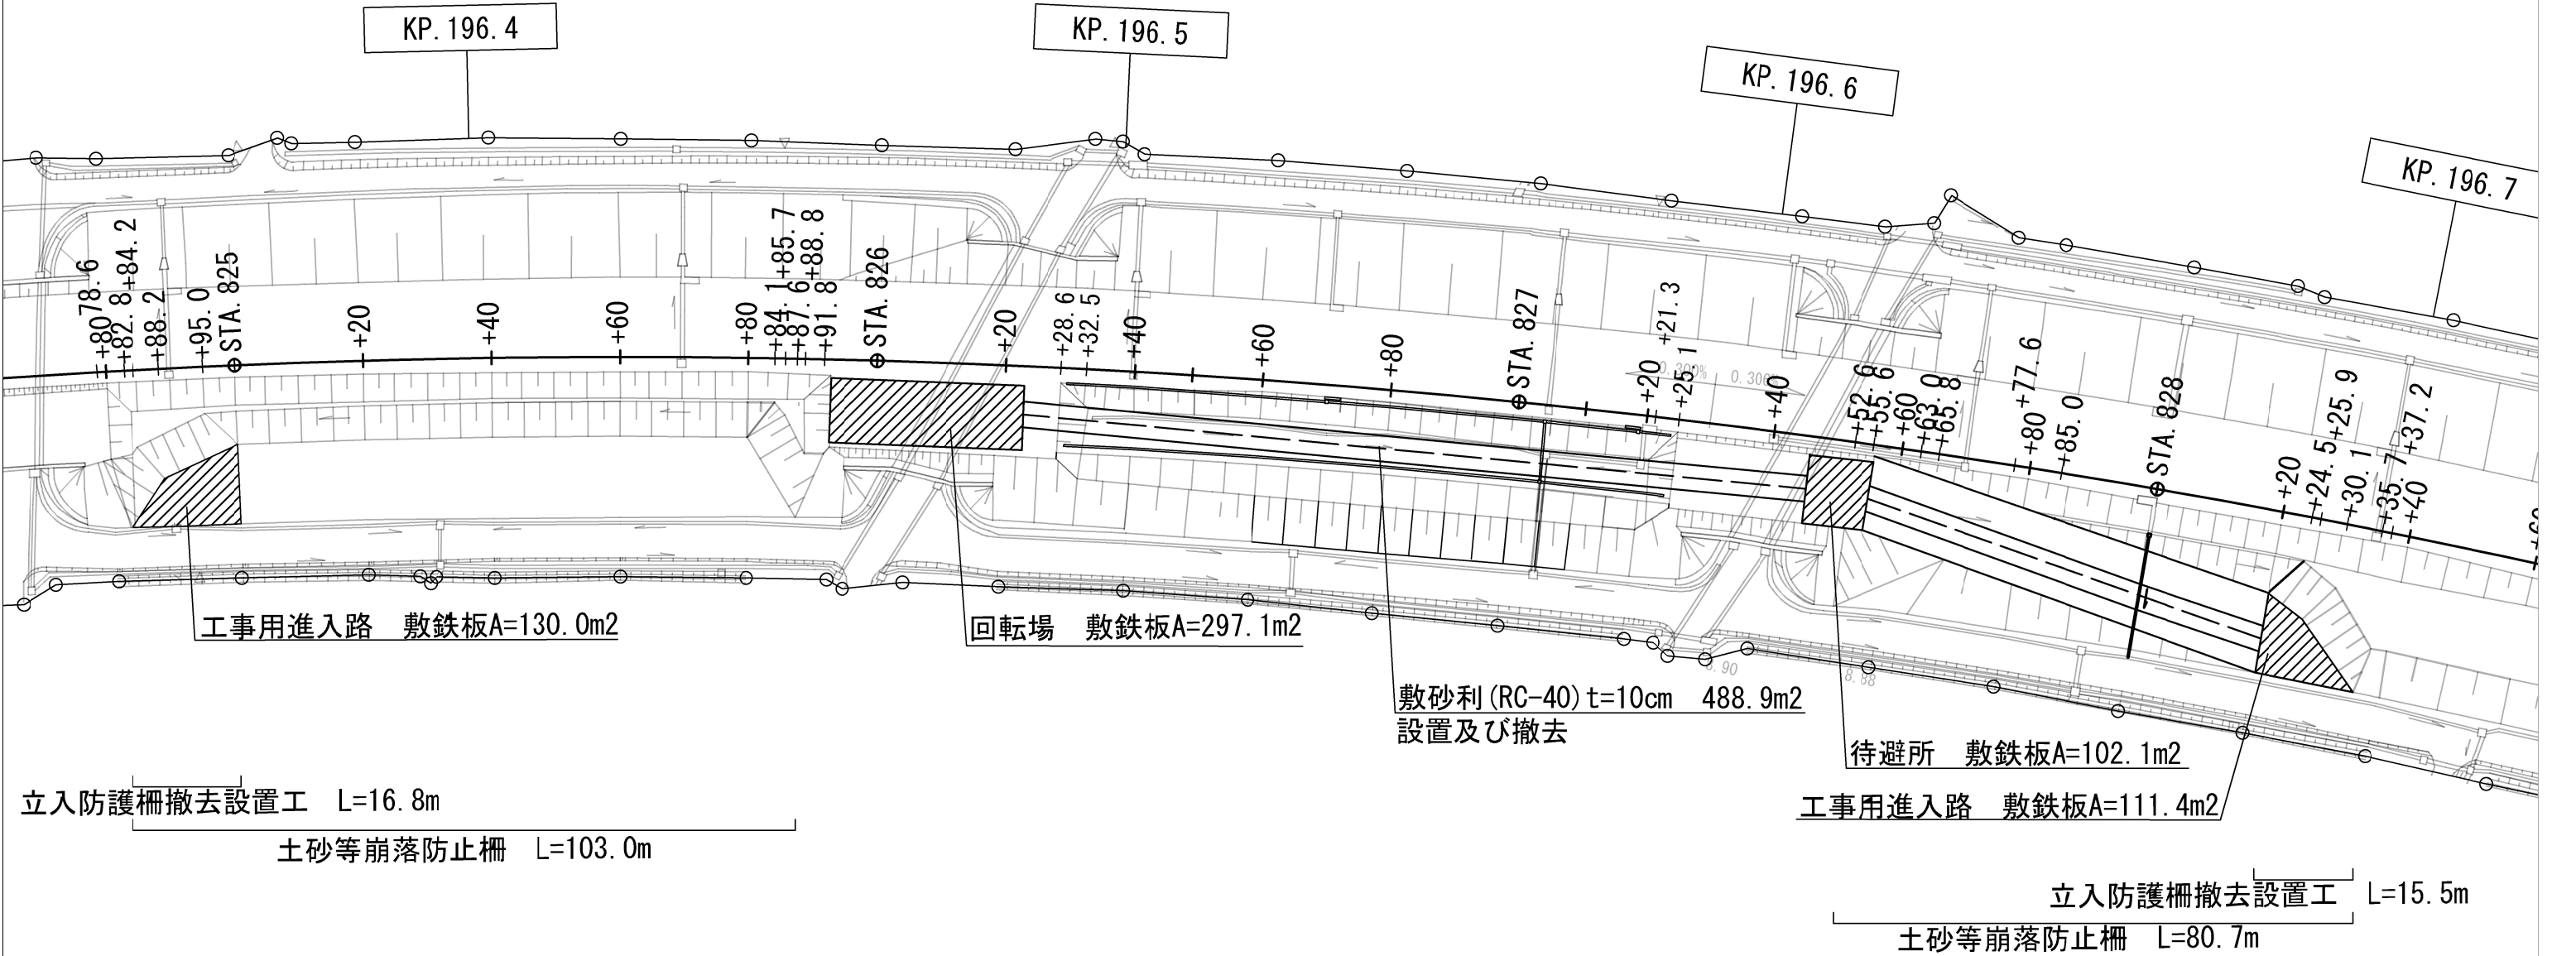 KP.196.4
KP.196.5
KP.196.6
KP.196.7
78.6
+80
+82.8
+84.2
+88.2
+95.0
STA.825
+20
+40
+60
+80
+84.1
+85.7
+87.6
+88.8
+91.8
STA.826
+20
+28.6
+32.5
+40
+60
+80
STA.827
+20
+21.3
+25.1
0.300%
+40
+52.6
+55.6
+60
+63.0
+65.8
+77.6
+80
+85.0
STA.828
+20
+24.5
+25.9
+30.1
+35.7
+37.2
+40
8.88
工事用進入路　敷鉄板A=130.0m2
回転場　敷鉄板A=297.1m2
敷砂利(RC-40)t=10cm　488.9m2
設置及び撤去
待避所　敷鉄板A=102.1m2
工事用進入路　敷鉄板A=111.4m2
立入防護柵撤去設置工　L=16.8m
土砂等崩落防止柵　L=103.0m
立入防護柵撤去設置工　L=15.5m
土砂等崩落防止柵　L=80.7m